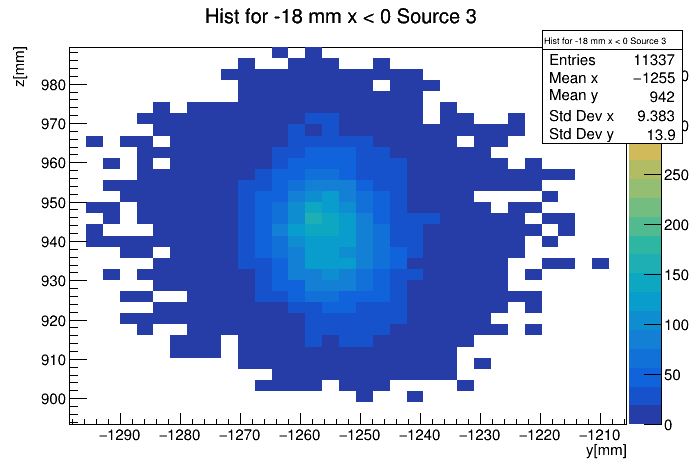 Hist for -18 mm x < 0 Source 3
z[mm]
Hist for -18 mm x < 0 Source 3
Entries 11337
Mean x −1255
Mean y 942
Std Dev x 9.383
Std Dev y 13.9
980
970
960
950
940
930
920
910
900
250
200
150
100
50
0
−1290 −1280 −1270 −1260 −1250 −1240 −1230 −1220 −1210
y[mm]